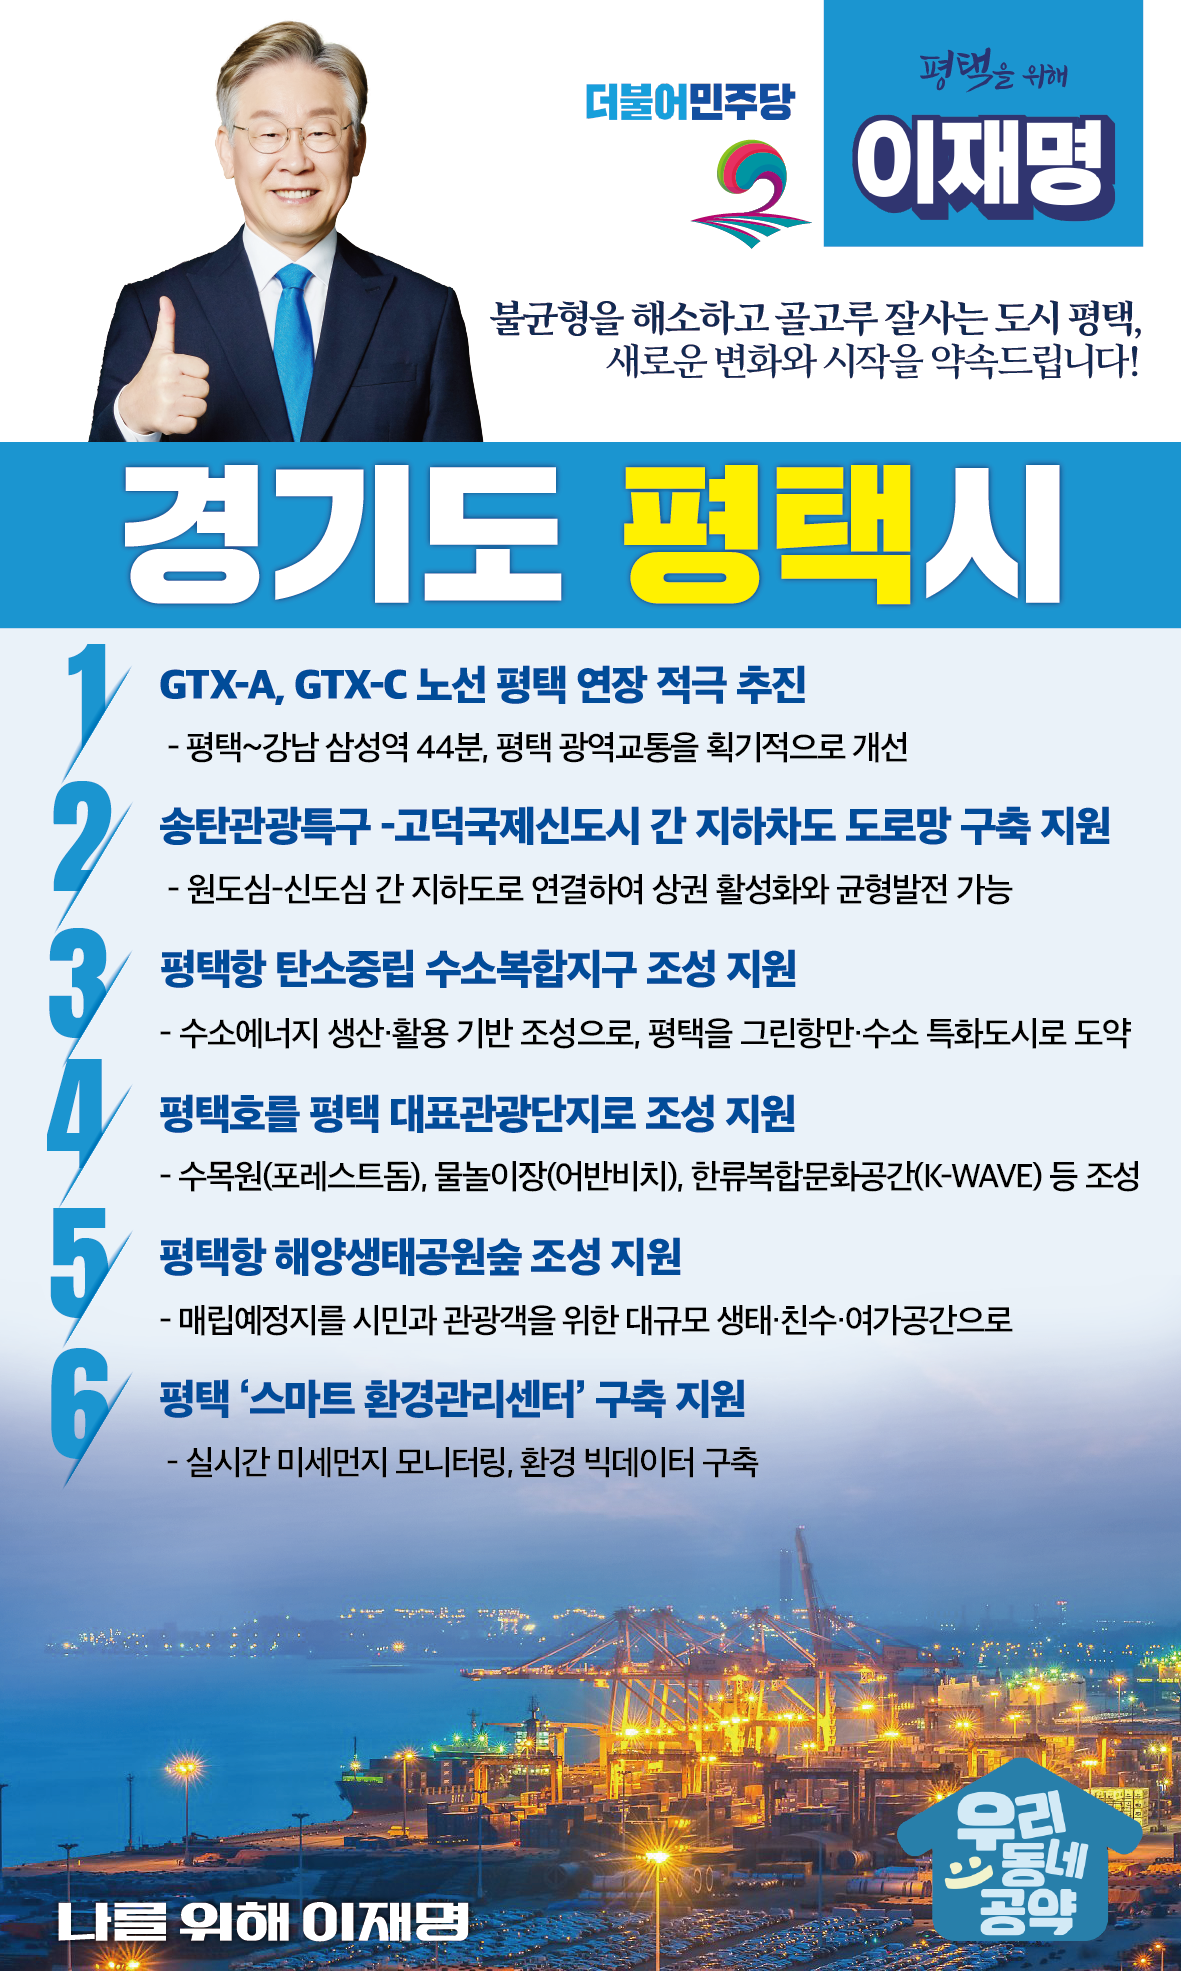 더불어민주당
평택을 위해
이재명
불균형을 해소하고 골고루 잘사는 도시 평택,
새로운 변화와 시작을 약속드립니다!
경기도 평택시
1
GTX-A, GTX-C 노선 평택 연장 적극 추진
- 평택~강남 삼성역 44분, 평택 광역교통을 획기적으로 개선
2
송탄관광특구 -고덕국제신도시 간 지하차도 도로망 구축 지원
- 원도심-신도심 간 지하도로 연결하여 상권 활성화와 균형발전 가능
3
평택항 탄소중립 수소복합지구 조성 지원
- 수소에너지 생산·활용 기반 조성으로, 평택을 그린항만·수소 특화도시로 도약
4
평택호를 평택 대표관광단지로 조성 지원
- 수목원(포레스트돔), 물놀이장(어반비치), 한류복합문화공간(K-WAVE) 등 조성
5
평택항 해양생태공원숲 조성 지원
- 매립예정지를 시민과 관광객을 위한 대규모 생태·친수·여가공간으로
6
평택 ‘스마트 환경관리센터’ 구축 지원
- 실시간 미세먼지 모니터링, 환경 빅데이터 구축
우리
동네
공약
나를 위해 이재명